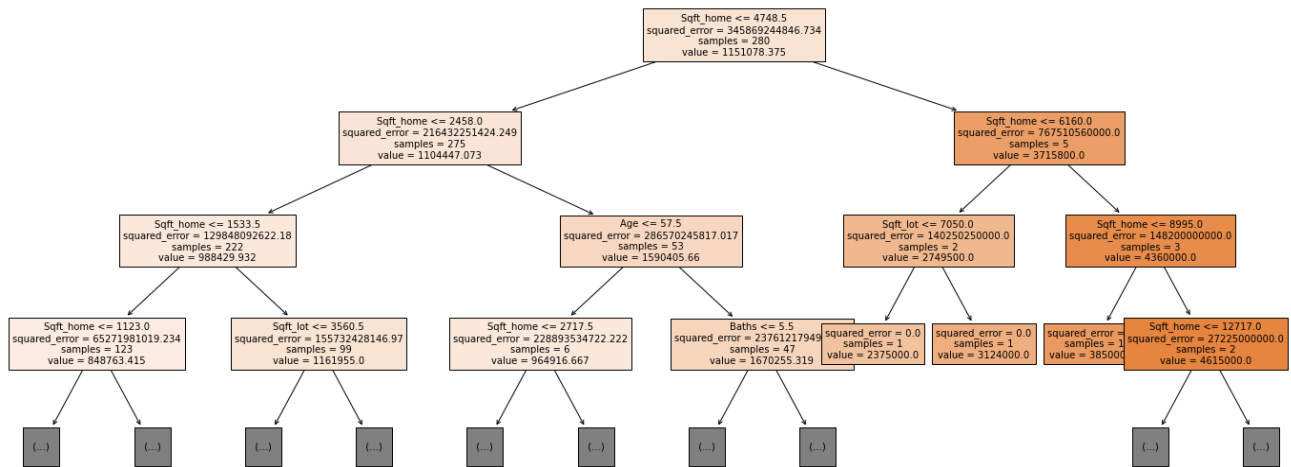 Sqft_home <= 4748.5
squared_error = 345869244846.734
samples = 280
value = 1151078.375
Sqft_home <= 2458.0
squared_error = 216432251424.249
samples = 275
value = 1104447.073
Sqft_home <= 6160.0
squared_error = 767510560000.0
samples = 5
value = 3715800.0
Sqft_home <= 1533.5
squared_error = 129848092622.18
samples = 222
value = 988429.932
Age <= 57.5
squared_error = 286570245817.017
samples = 53
value = 1590405.66
Sqft_lot <= 7050.0
squared_error = 140250250000.0
samples = 2
value = 2749500.0
Sqft_home <= 8995.0
squared_error = 148200000000.0
samples = 3
value = 4360000.0
Sqft_home <= 1123.0
squared_error = 65271981019.234
samples = 123
value = 848763.415
Sqft_lot <= 3560.5
squared_error = 155732428146.97
samples = 99
value = 1161955.0
Sqft_home <= 2717.5
squared_error = 228893534722.222
samples = 6
value = 964916.667
Baths <= 5.5
squared_error = 23761217949
samples = 47
value = 1670255.319
squared_error = 0.0
samples = 1
value = 2375000.0
squared_error = 0.0
samples = 1
value = 3124000.0
squared_error =
samples = 1
value = 385000
Sqft_home <= 12717.0
squared_error = 27225000000.0
samples = 2
value = 4615000.0
(...)
(...)
(...)
(...)
(...)
(...)
(...)
(...)
(...)
(...)